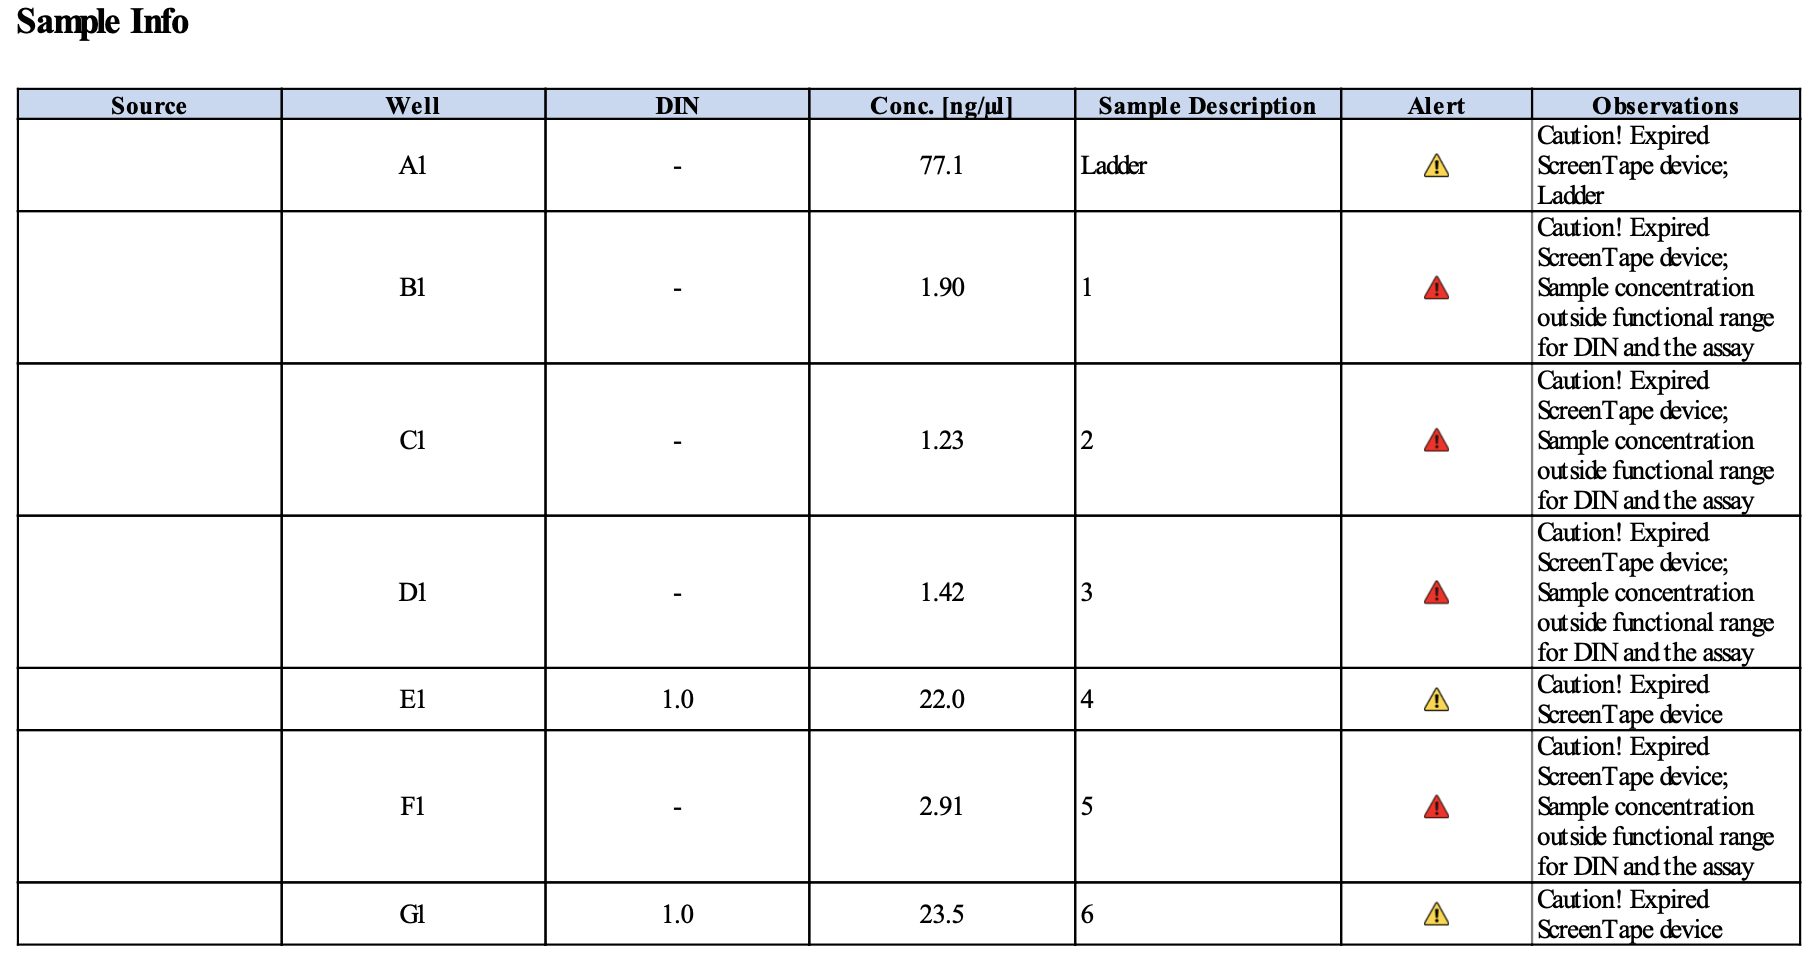 Sample Info
Source Well DIN Conc. [ng/µl] Sample Description Alert Observations
A1 - 77.1 Ladder Caution! Expired
ScreenTape device;
Ladder
B1 - 1.90 1 Caution! Expired
ScreenTape device;
Sample concentration
outside functional range
for DIN and the assay
C1 - 1.23 2 Caution! Expired
ScreenTape device;
Sample concentration
outside functional range
for DIN and the assay
D1 - 1.42 3 Caution! Expired
ScreenTape device;
Sample concentration
outside functional range
for DIN and the assay
E1 1.0 22.0 4 Caution! Expired
ScreenTape device
F1 - 2.91 5 Caution! Expired
ScreenTape device;
Sample concentration
outside functional range
for DIN and the assay
G1 1.0 23.5 6 Caution! Expired
ScreenTape device